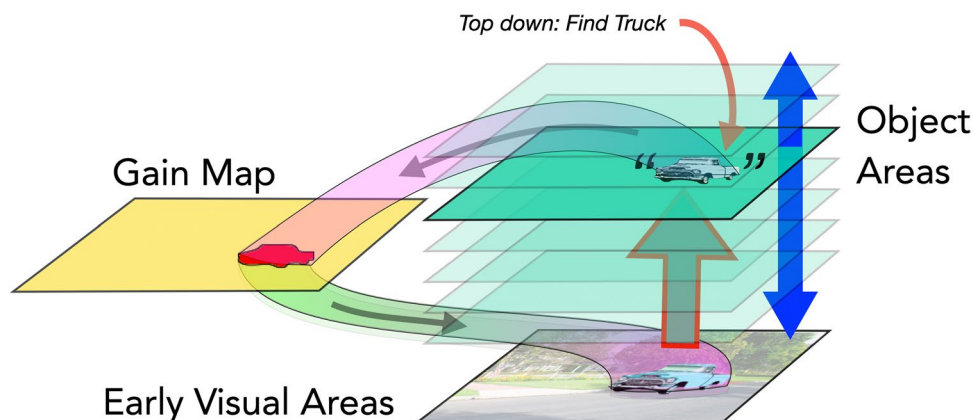 Top down: Find Truck
Object
Areas
Gain Map
“ ”
Early Visual Areas